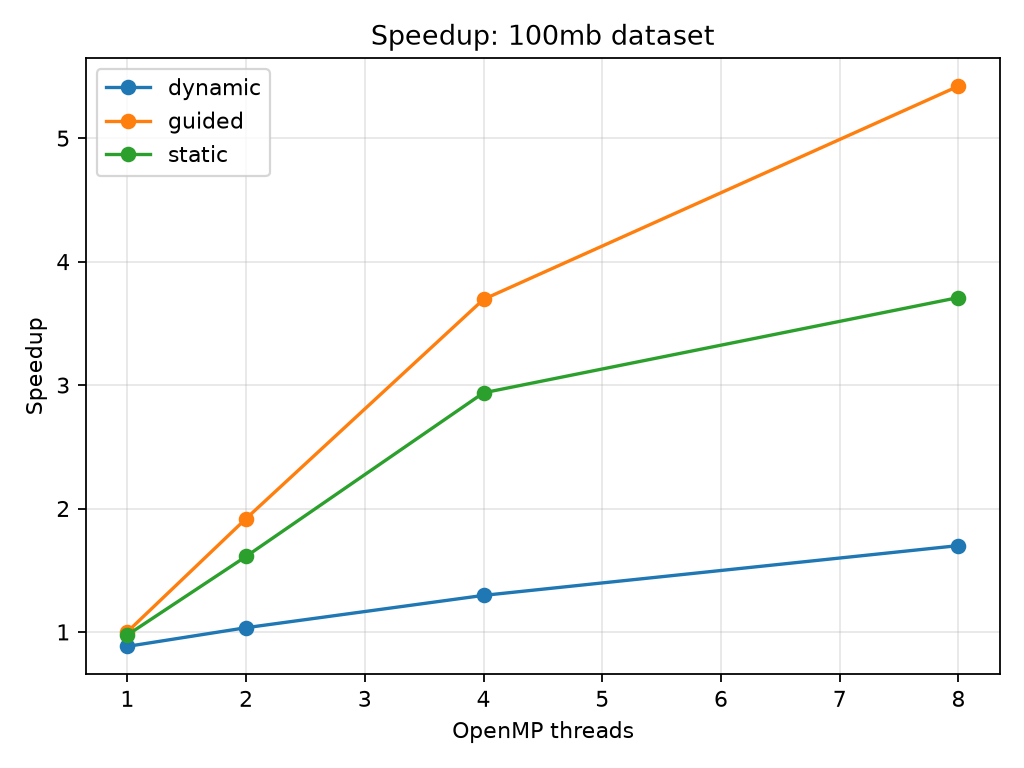 Speedup: 100mb dataset
dynamic
guided
static
5
4
3
2
1
Speedup
1 2 3 4 5 6 7 8
OpenMP threads